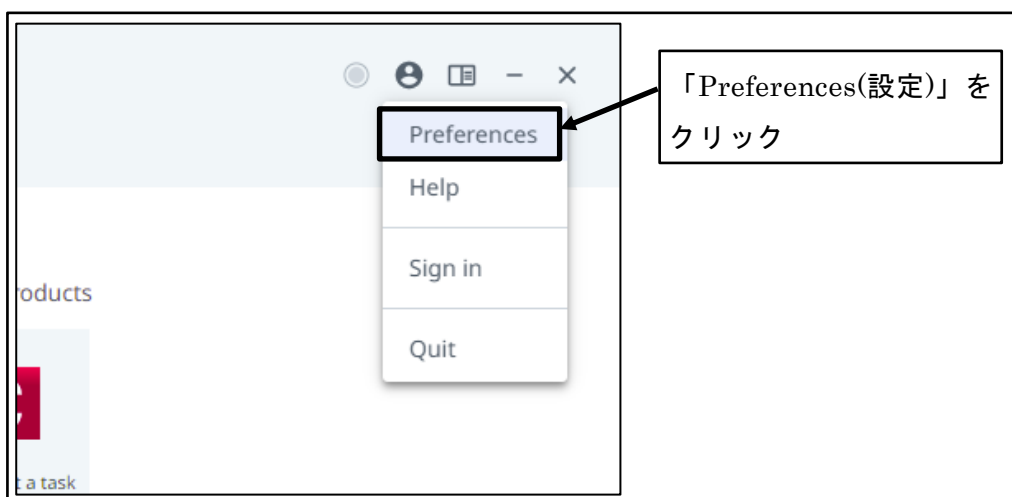 Preferences
「Preferences(設定)」を
クリック
Help
Sign in
roducts
Quit
t a task